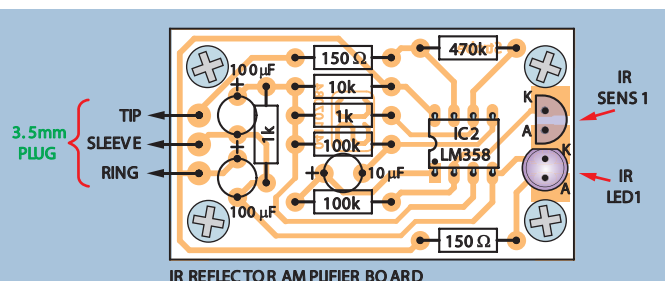 150 Ω
470k
100 µF
10k
IR
SENS 1
K
TIP
1k
1k
IC2
LM358
A
3.5mm
PLUG
SLEEVE
100k
K
RING
10 µF
IR
LED1
A
100k
100 µF
150 Ω
+
+
+
IR REFLECTOR AMPLIFIER BOARD